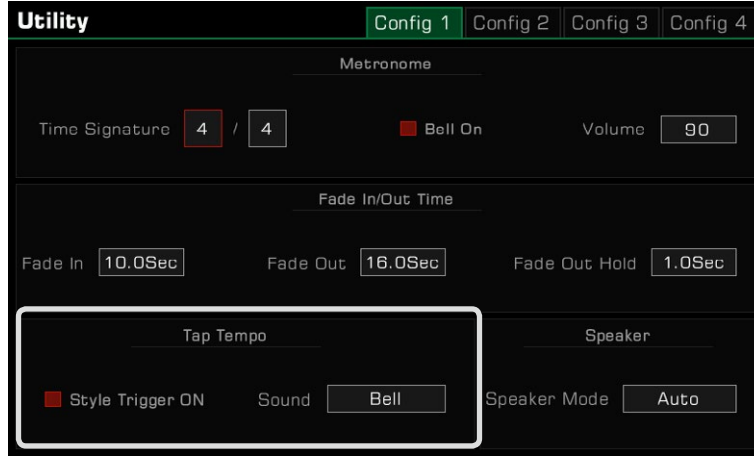 Utility Config 1 Config 2 Config 3 Config 4
Metronome
Time Signature 4 / 4 Bell On Volume 90
Fade In/Out Time
Fade In 10.0Sec Fade Out 16.0Sec Fade Out Hold 1.0Sec
Tap Tempo Speaker
Style Trigger ON Sound Bell Speaker Mode Auto